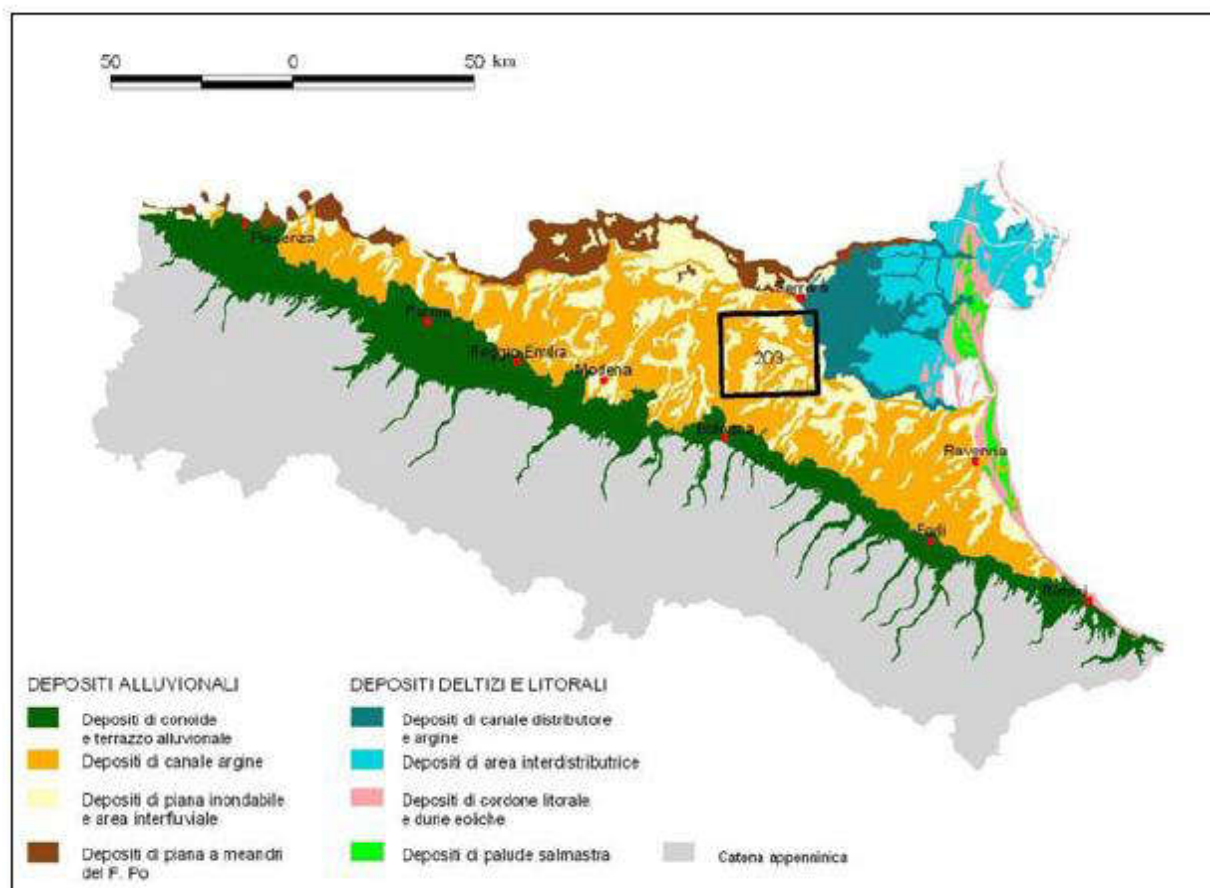 50 0 50 km
Piacenza
Ferrara
Parma
Reggio Emilia
Modena
203
Bologna
Ravenna
Forlì
Rimini
DEPOSITI ALLUVIONALI
Depositi di conoide
e terrazzo alluvionale
Depositi di canale argine
Depositi di piana inondabile
e area interfluviale
Depositi di piana a meandri
del F. Po
DEPOSITI DELTIZI E LITORALI
Depositi di canale distributore
e argine
Depositi di area interdistributrice
Depositi di cordone litorale
e dune eoliche
Depositi di palude salmastra
Catena appenninica